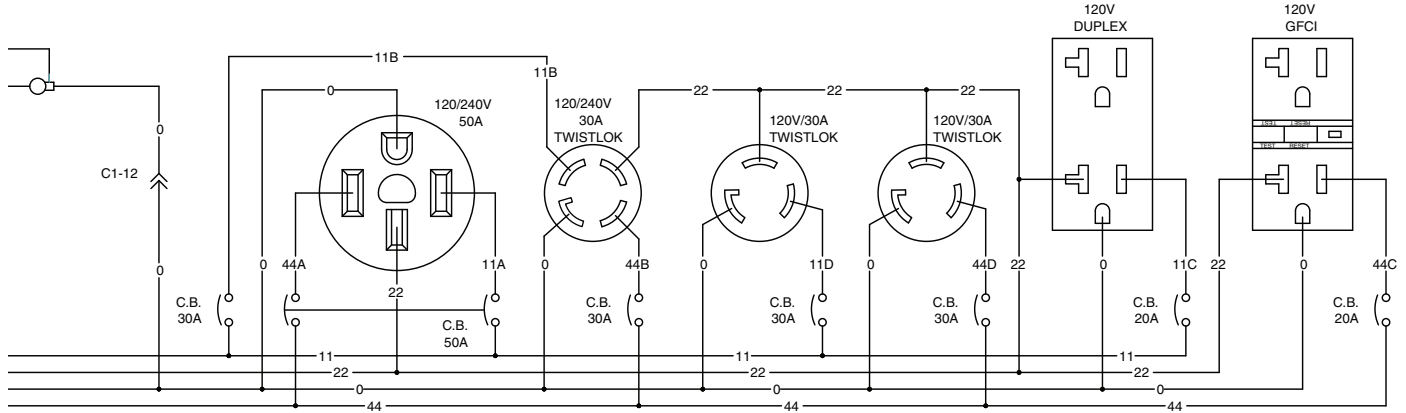 120V
DUPLEX
120V
GFCI
11B
11B
0
22
22
22
120/240V
50A
120/240V
30A
TWISTLOK
120V/30A
TWISTLOK
120V/30A
TWISTLOK
0
C1-12
TEST RESET
TEST RESET
0
0
44A
11A
0
44B
0
11D
0
44D
22
0
11C
22
0
44C
22
C.B.
30A
C.B.
50A
C.B.
30A
C.B.
30A
C.B.
30A
C.B.
20A
C.B.
20A
11
11
11
22
22
22
0
0
0
44
44
44